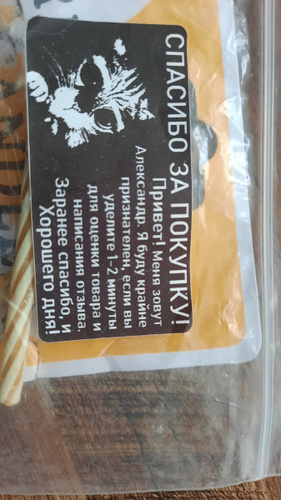 СПАСИБО ЗА ПОКУПКУ!
Привет! Меня зовут
Александр. Я буду крайне
признателен, если вы
уделите 1-2 минуты
для оценки товара и
написания отзыва.
Заранее спасибо, и
Хорошего дня!